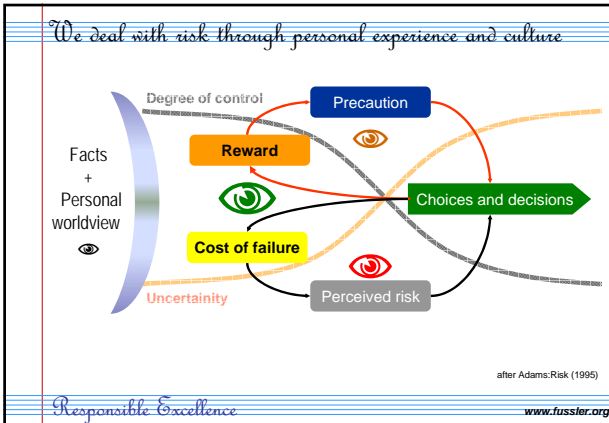 We deal with risk through personal experience and culture
Degree of control
Precaution
Reward
Facts
+
Personal
worldview
Choices and decisions
Cost of failure
Uncertainity
Perceived risk
after Adams:Risk (1995)
Responsible Excellence
www.fussler.org